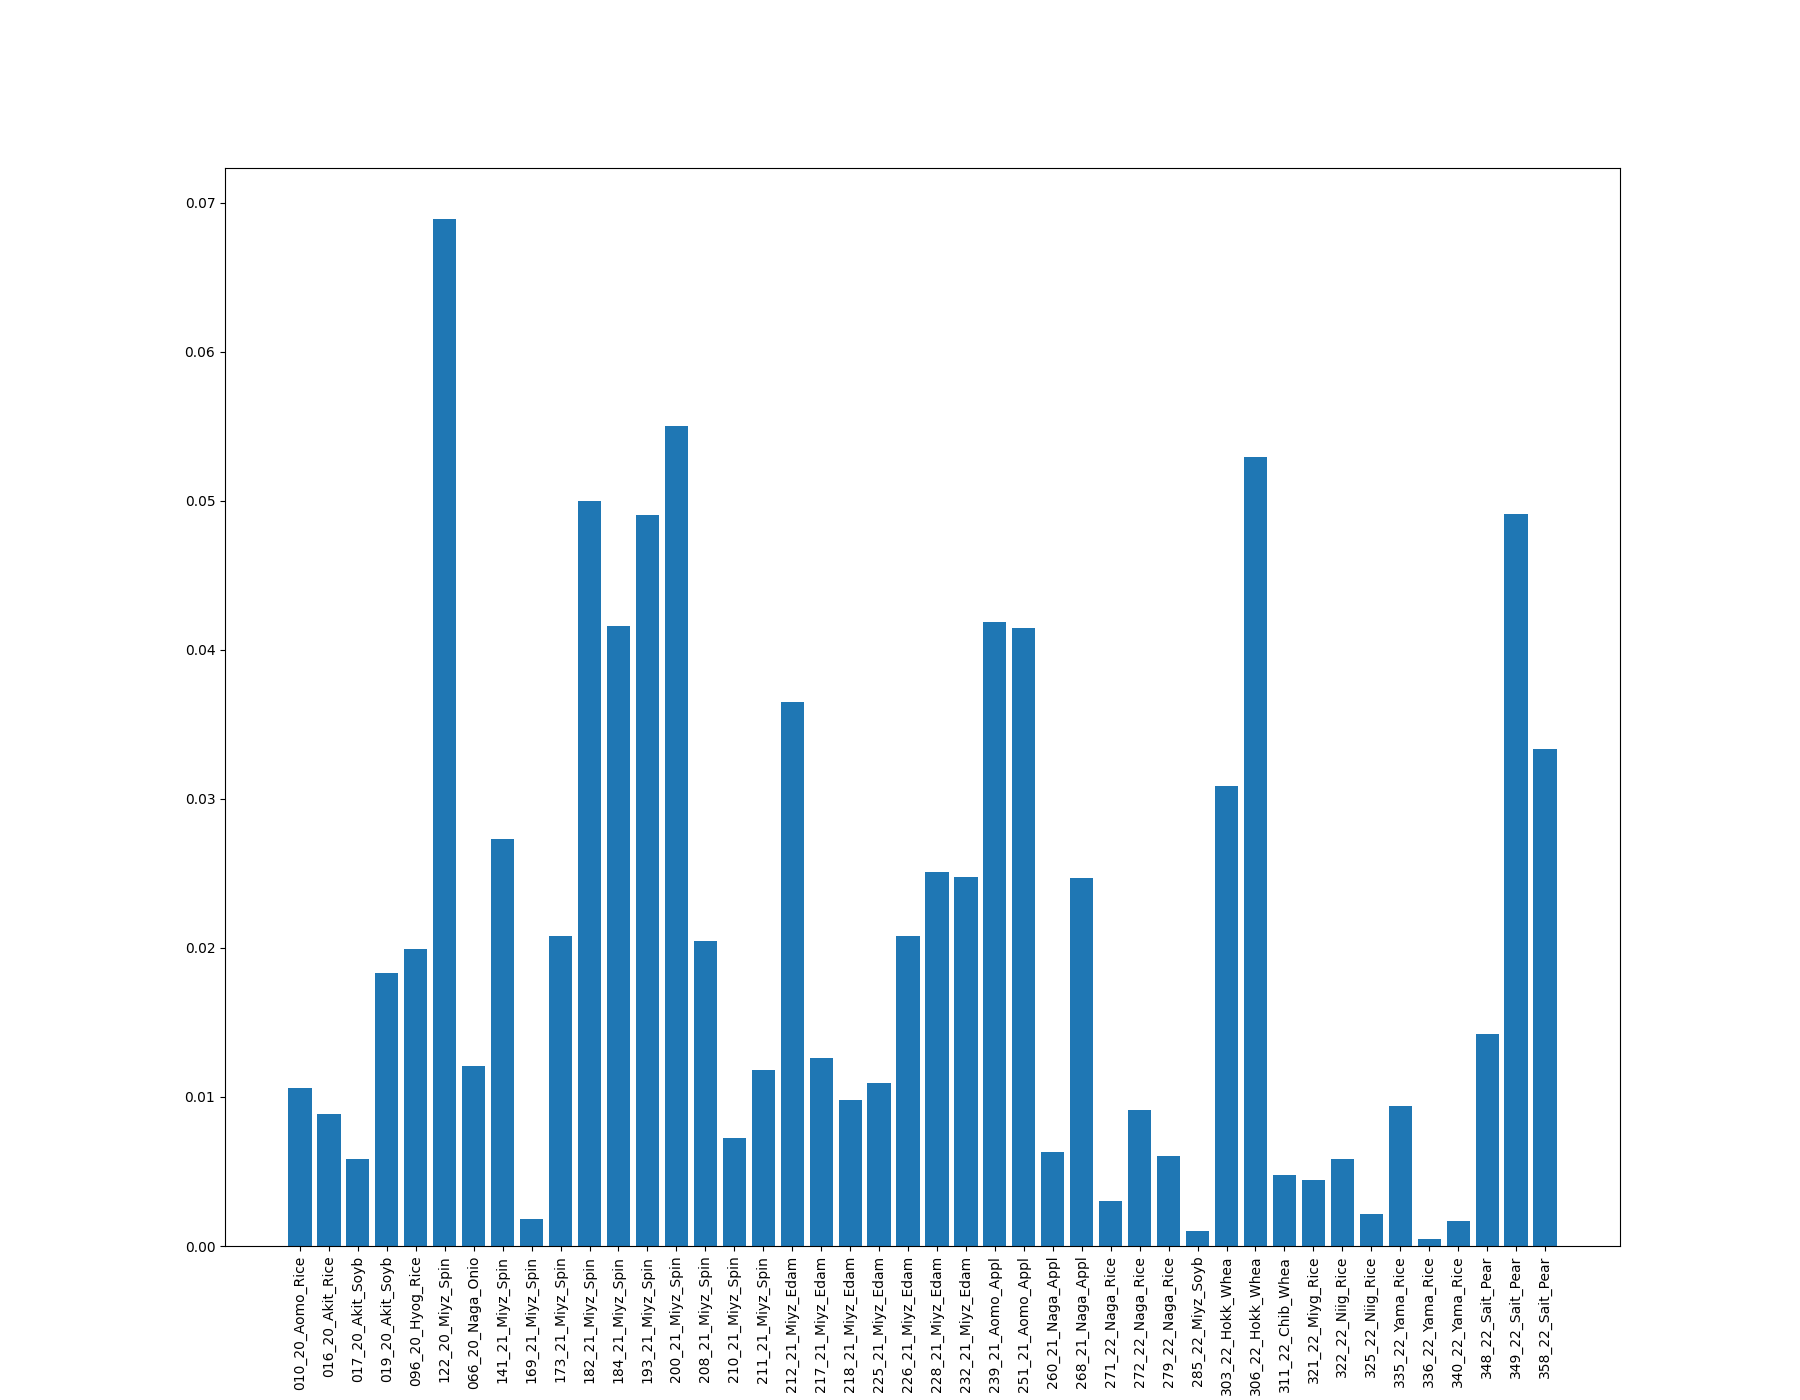 0.07
0.06
0.05
0.04
0.03
0.02
0.01
0.00
010_20_Aomo_Rice
016_20_Akit_Rice
017_20_Akit_Soyb
019_20_Akit_Soyb
096_20_Hyog_Rice
122_20_Miyz_Spin
066_20_Naga_Onio
141_21_Miyz_Spin
169_21_Miyz_Spin
173_21_Miyz_Spin
182_21_Miyz_Spin
184_21_Miyz_Spin
193_21_Miyz_Spin
200_21_Miyz_Spin
208_21_Miyz_Spin
210_21_Miyz_Spin
211_21_Miyz_Spin
212_21_Miyz_Edam
217_21_Miyz_Edam
218_21_Miyz_Edam
225_21_Miyz_Edam
226_21_Miyz_Edam
228_21_Miyz_Edam
232_21_Miyz_Edam
239_21_Aomo_Appl
251_21_Aomo_Appl
260_21_Naga_Appl
268_21_Naga_Appl
271_22_Naga_Rice
272_22_Naga_Rice
279_22_Naga_Rice
285_22_Miyz_Soyb
303_22_Hokk_Whea
306_22_Hokk_Whea
311_22_Chib_Whea
321_22_Miyg_Rice
322_22_Niig_Rice
325_22_Niig_Rice
335_22_Yama_Rice
336_22_Yama_Rice
340_22_Yama_Rice
348_22_Sait_Pear
349_22_Sait_Pear
358_22_Sait_Pear